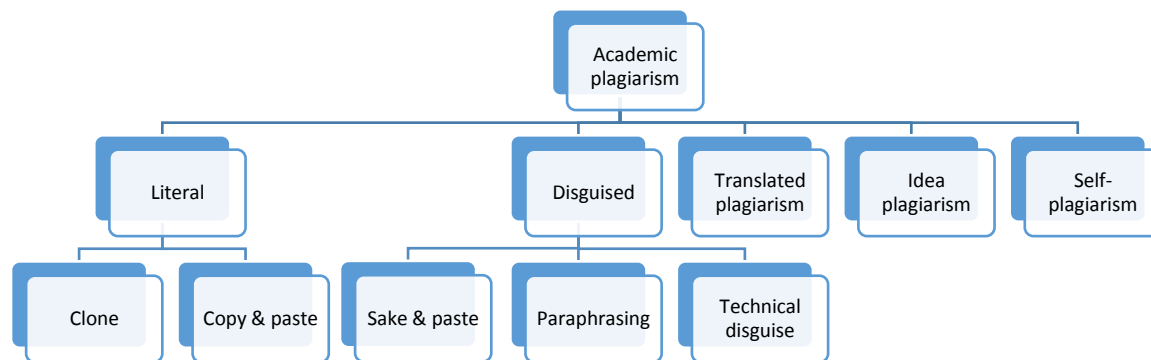 Academic
plagiarism
Literal
Disguised
Translated
plagiarism
Idea
plagiarism
Self-
plagiarism
Clone
Copy & paste
Sake & paste
Paraphrasing
Technical
disguise